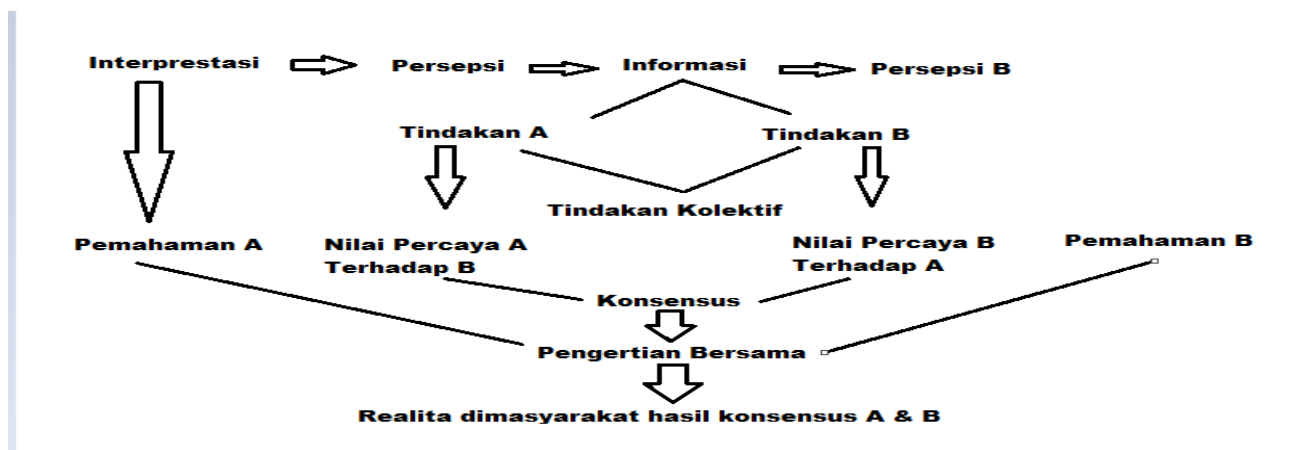 Interprestasi
Persepsi
Informasi
Persepsi B
Tindakan A
Tindakan B
Tindakan Kolektif
Pemahaman A
Nilai Percaya A
Terhadap B
Nilai Percaya B
Terhadap A
Pemahaman B
Konsensus
Pengertian Bersama
Realita dimasyarakat hasil konsensus A & B